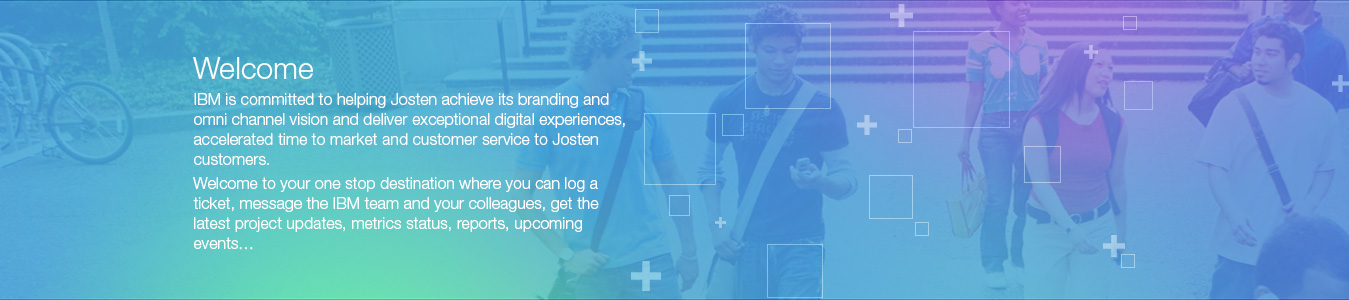 Welcome
IBM is committed to helping Josten achieve its branding and
omni channel vision and deliver exceptional digital experiences,
accelerated time to market and customer service to Josten
customers.
Welcome to your one stop destination where you can log a
ticket, message the IBM team and your colleagues, get the
latest project updates, metrics status, reports, upcoming
events...